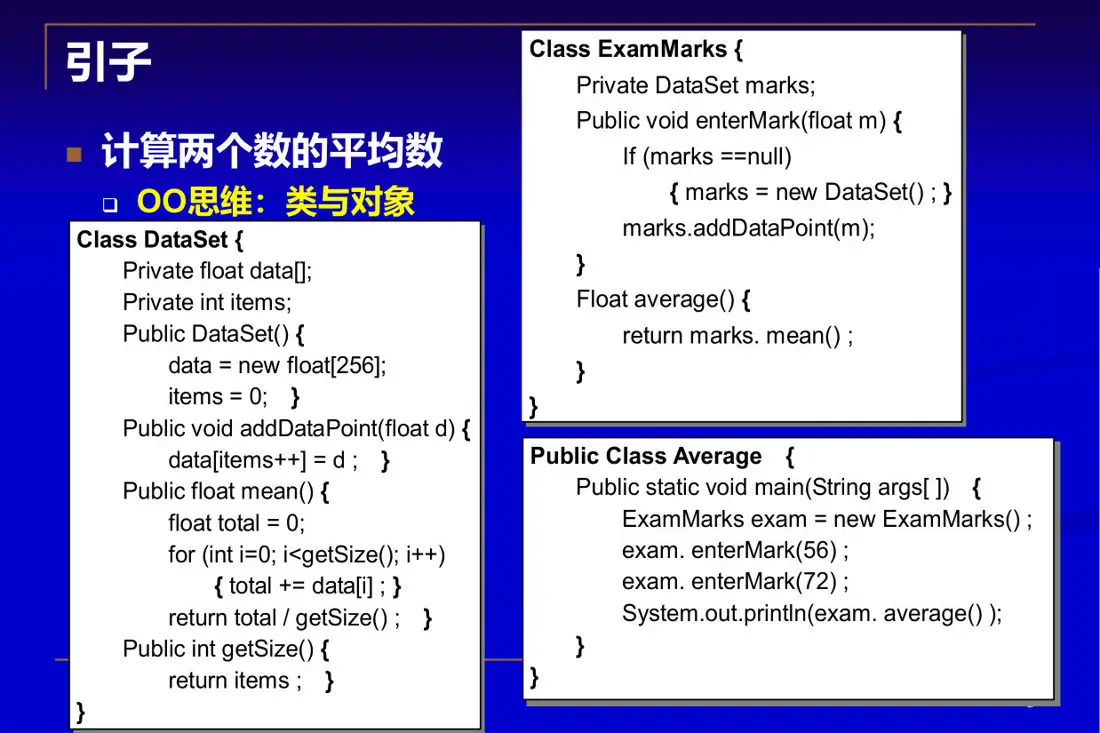 引子
计算两个数的平均数
OO思维：类与对象
Class DataSet {
Private float data[];
Private int items;
Public DataSet() {
data = new float[256];
items = 0; }
Public void addDataPoint(float d) {
data[items++] = d ; }
Public float mean() {
float total = 0;
for (int i=0; i<getSize(); i++)
{ total += data[i] ; }
return total / getSize() ; }
Public int getSize() {
return items ; }
}
Class ExamMarks {
Private DataSet marks;
Public void enterMark(float m) {
If (marks ==null)
{ marks = new DataSet() ; }
marks.addDataPoint(m);
}
Float average() {
return marks. mean() ;
}
}
Public Class Average {
Public static void main(String args[ ]) {
ExamMarks exam = new ExamMarks() ;
exam. enterMark(56) ;
exam. enterMark(72) ;
System.out.println(exam. average() );
}
}